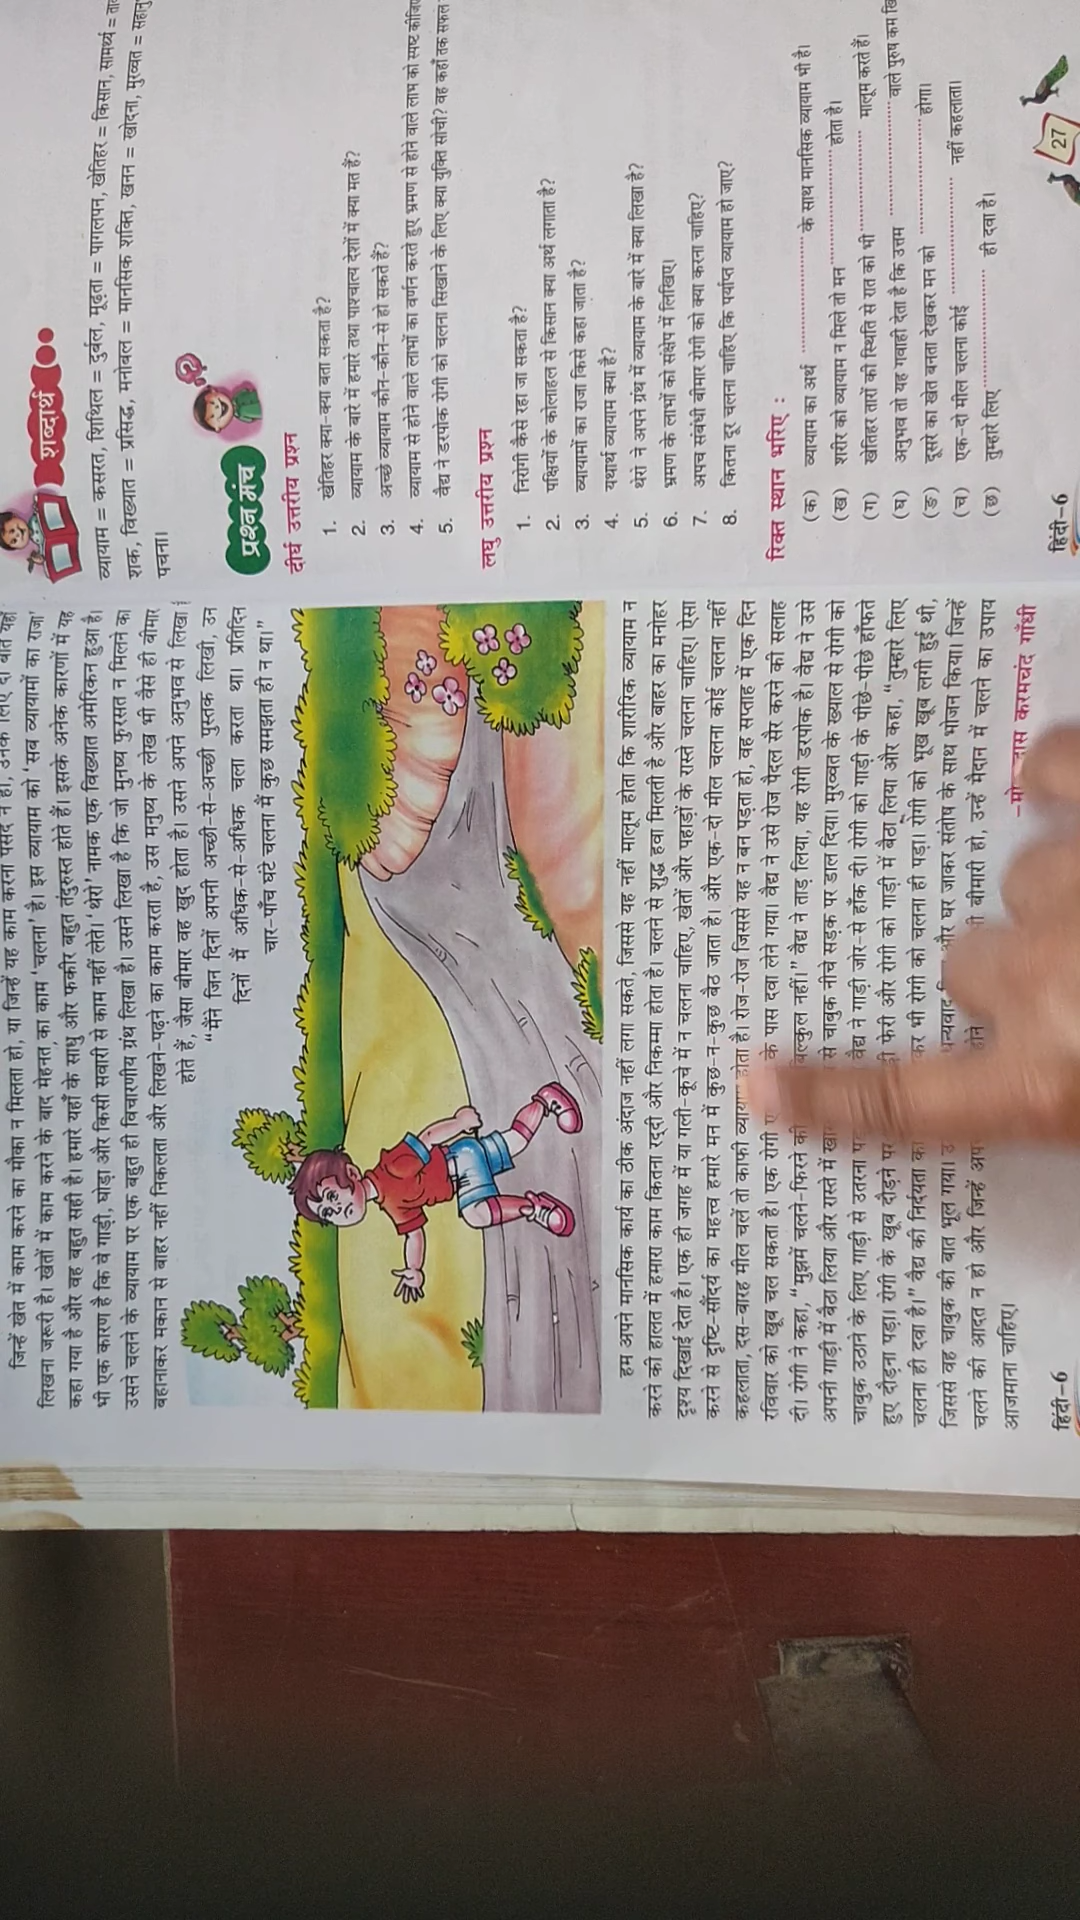 जिन्हें खेत में काम करने का मौका न मिलता हो, या जिन्हें यह काम करना पसंद न हो, उनके लिए दो बातें यहाँ
लिखना जरूरी है। खेतों में काम करने के बाद मेहनत का काम 'चलना' है। इस व्यायाम को 'सब व्यायामों का राजा'
कहा गया है और वह बहुत सही है। हमारे यहाँ के साधु और फकीर बहुत तंदुरुस्त होते हैं। इसके अनेक कारणों में यह
भी एक कारण है कि वे गाड़ी, घोड़ा और किसी सवारी से काम नहीं लेते। 'थेरो' नामक एक विख्यात अमेरिकन हुआ है।
उसने चलने के व्यायाम पर एक बहुत ही विचारणीय ग्रंथ लिखा है। उसने लिखा है कि जो मनुष्य फुरसत न मिलने का
बहानाकर मकान से बाहर नहीं निकलता और लिखने-पढ़ने का काम करता है, उस मनुष्य के लेख भी वैसे ही बीमार
होते हैं, जैसा बीमार वह खुद होता है। उसने अपने अनुभव से लिखा
"मैंने जिन दिनों अपनी अच्छी-से-अच्छी पुस्तक लिखी, उन
दिनों मैं अधिक-से-अधिक चला करता था। प्रतिदिन
चार-पाँच घंटे चलना मैं कुछ समझता ही न था।"
हम अपने मानसिक कार्य का ठीक अंदाज नहीं लगा सकते, जिससे यह नहीं मालूम होता कि शारीरिक व्यायाम न
करने की हालत में हमारा काम कितना रद्दी और निकम्मा होता है। चलने से शुद्ध हवा मिलती है और बाहर का मनोहर
दृश्य दिखाई देता है। एक ही जगह में या गली-कूचे में न चलना चाहिए, खेतों और पहाड़ों के रास्ते चलना चाहिए। ऐसा
करने से दृष्टि-सौंदर्य का महत्त्व हमारे मन में कुछ-न-कुछ बैठ जाता है। और एक-दो मील चलना कोई चलना नहीं
कहलाता, दस-बारह मील चलें तो काफी व्यायाम होता है। रोज-रोज जिससे यह न बन पड़ता हो, वह सप्ताह में एक दिन
रविवार को खूब चल सकता है। एक रोगी के पास दवा लेने गया। वैद्य ने उसे रोज पैदल सैर करने की सलाह
दी। रोगी ने कहा, "मुझमें चलने-फिरने की बिल्कुल नहीं।" वैद्य ने ताड़ लिया, यह रोगी डरपोक है। वैद्य ने उसे
अपनी गाड़ी में बैठा लिया और रास्ते में से चाबुक नीचे सड़क पर डाल दिया। मुरव्वत के ख्याल से रोगी को
चाबुक उठाने के लिए गाड़ी से उतरना वैद्य ने गाड़ी जोर-से हाँक दी। रोगी को गाड़ी के पीछे-पीछे हाँफते
हुए दौड़ना पड़ा। रोगी के खूब दौड़ने पर फेरी और रोगी को गाड़ी में बैठा लिया और कहा, "तुम्हारे लिए
चलना ही दवा है।" वैद्य की निर्दयता कर भी रोगी को चलना ही पड़ा। रोगी को भूख खूब लगी हुई थी,
जिससे वह चाबुक की बात भूल गया। धन्यवाद और घर जाकर संतोष के साथ भोजन किया। जिन्हें
चलने की आदत न हो और जिन्हें होने बीमारी हो, उन्हें मैदान में चलने का उपाय
आजमाना चाहिए।
करमचंद गाँधी
हिंदी-6
शब्दार्थ
व्यायाम = कसरत, शिथिल = दुर्बल, मूढ़ता = पागलपन, खेतिहर = किसान, सामर्थ्य =
शक, विख्यात = प्रसिद्ध, मनोबल = मानसिक शक्ति, खनन = खोदना, मुरव्वत =
पचना।
प्रश्न मंच
दीर्घ उत्तरीय प्रश्न
1. खेतिहर क्या-क्या बता सकता है?
2. व्यायाम के बारे में हमारे तथा पाश्चात्य देशों में क्या मत हैं?
3. अच्छे व्यायाम कौन-कौन-से हो सकते हैं?
4. व्यायाम से होने वाले लाभों का वर्णन करते हुए भ्रमण से होने वाले लाभ को स्पष्ट कीजिए
5. वैद्य ने डरपोक रोगी को चलना सिखाने के लिए क्या युक्ति सोची? वह कहाँ तक सफल
लघु उत्तरीय प्रश्न
1. निरोगी कैसे रहा जा सकता है?
2. पक्षियों के कोलाहल से किसान क्या अर्थ लगाता है?
3. व्यायामों का राजा किसे कहा जाता है?
4. यथार्थ व्यायाम क्या है?
5. थेरो ने अपने ग्रंथ में व्यायाम के बारे में क्या लिखा है?
6. भ्रमण के लाभों को संक्षेप में लिखिए।
7. अपच संबंधी बीमार रोगी को क्या करना चाहिए?
8. कितना दूर चलना चाहिए कि पर्याप्त व्यायाम हो जाए?
रिक्त स्थान भरिए :
(क) व्यायाम का अर्थ .................... के साथ मानसिक व्यायाम भी है।
(ख) शरीर को व्यायाम न मिले तो मन .................... होता है।
(ग) खेतिहर तारों की स्थिति से रात को भी .................... मालूम करते हैं।
(घ) अनुभव तो यह गवाही देता है कि उत्तम .................... वाले पुरुष कम
(ङ) दूसरे का खेत बनता देखकर मन को .................... होगा।
(च) एक-दो मील चलना कोई .................... नहीं कहलाता।
(छ) तुम्हारे लिए .................... ही दवा है।
हिंदी-6
27